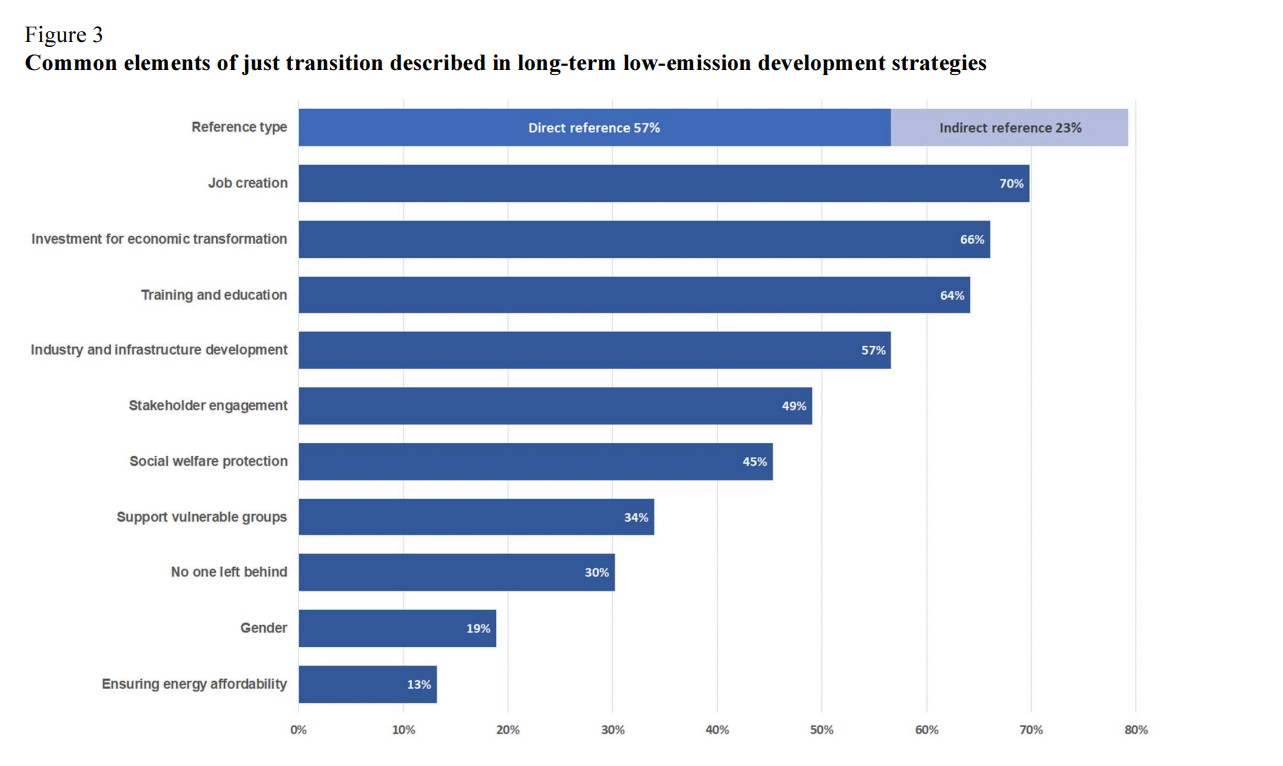 Figure 3
Common elements of just transition described in long-term low-emission development strategies
Reference type
Direct reference 57%
Indirect reference 23%
Job creation
70%
Investment for economic transformation
66%
Training and education
64%
Industry and infrastructure development
57%
Stakeholder engagement
49%
Social welfare protection
45%
Support vulnerable groups
34%
No one left behind
30%
Gender
19%
Ensuring energy affordability
13%
0% 10% 20% 30% 40% 50% 60% 70% 80%